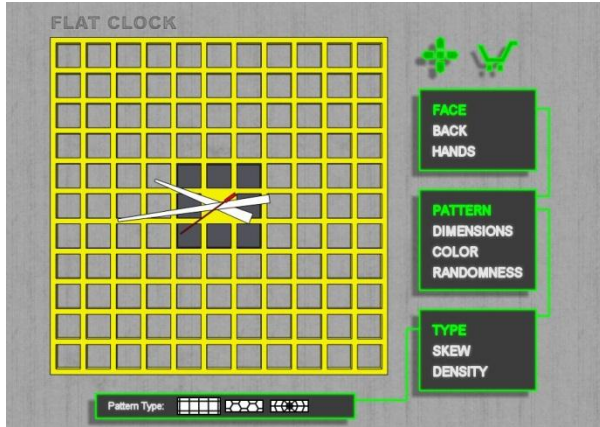 FLAT CLOCK
FACE
BACK
HANDS
PATTERN
DIMENSIONS
COLOR
RANDOMNESS
TYPE
SKEW
DENSITY
Pattern Type: